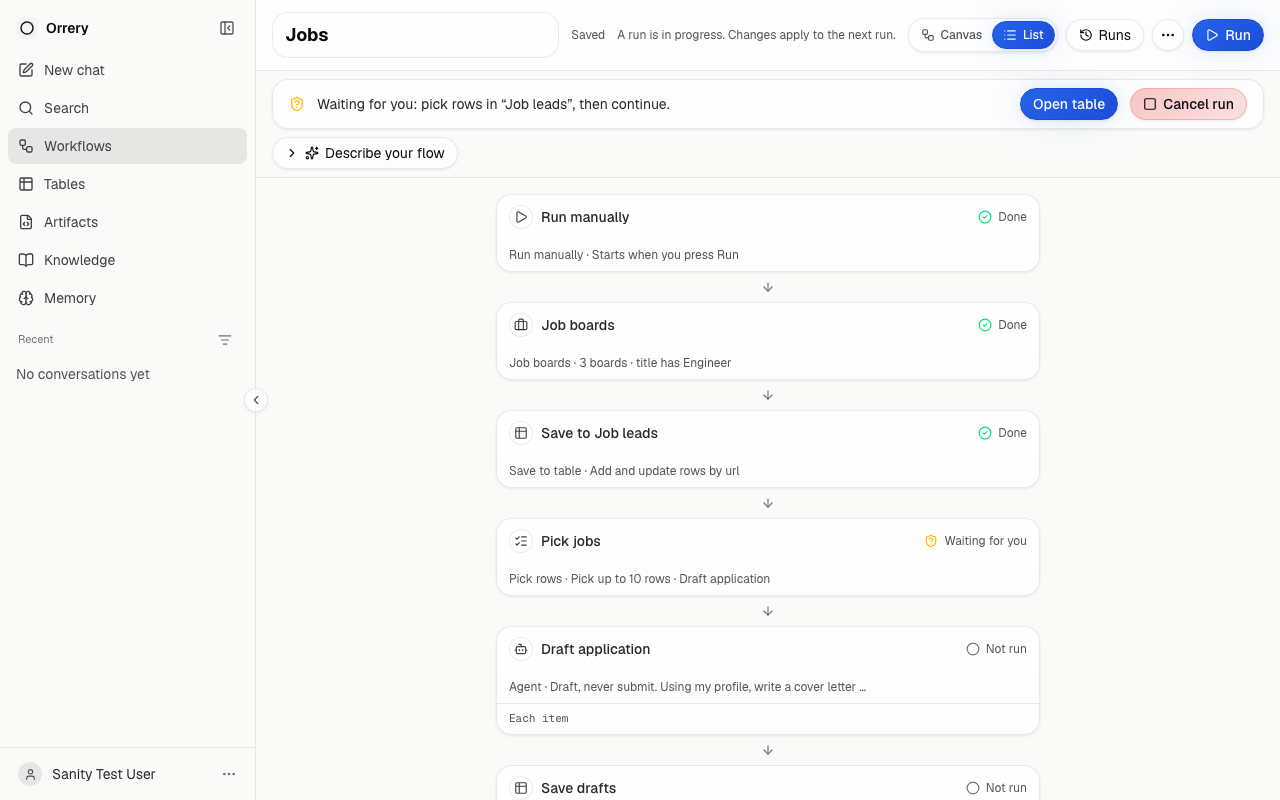 Orrery
New chat
Search
Workflows
Tables
Artifacts
Knowledge
Memory
Recent
No conversations yet
Sanity Test User
Jobs
Saved
A run is in progress. Changes apply to the next run.
Canvas
List
Runs
Run
Waiting for you: pick rows in “Job leads”, then continue.
Open table
Cancel run
Describe your flow
Run manually
Done
Run manually · Starts when you press Run
Job boards
Done
Job boards · 3 boards · title has Engineer
Save to Job leads
Done
Save to table · Add and update rows by url
Pick jobs
Waiting for you
Pick rows · Pick up to 10 rows · Draft application
Draft application
Not run
Agent · Draft, never submit. Using my profile, write a cover letter …
Each item
Save drafts
Not run